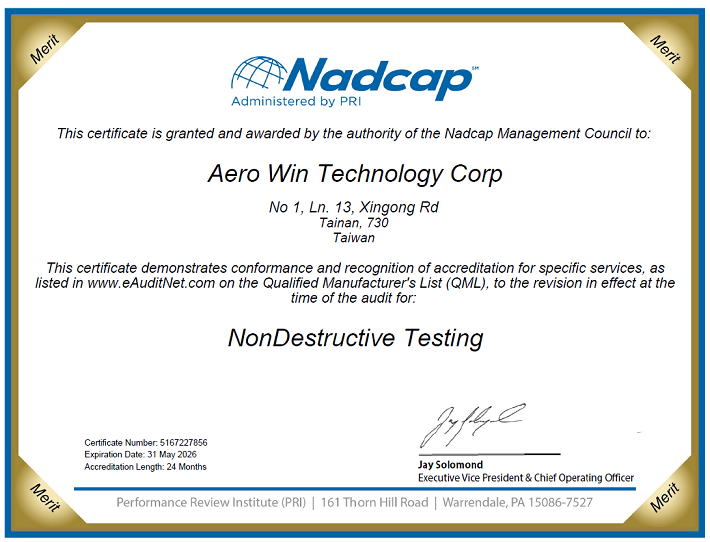 Merit
Merit
Nadcap℠
Administered by PRI
This certificate is granted and awarded by the authority of the Nadcap Management Council to:
Aero Win Technology Corp
No 1, Ln. 13, Xingong Rd
Tainan, 730
Taiwan
This certificate demonstrates conformance and recognition of accreditation for specific services, as
listed in www.eAuditNet.com on the Qualified Manufacturer's List (QML), to the revision in effect at the
time of the audit for:
NonDestructive Testing
Certificate Number: 5167227856
Expiration Date: 31 May 2026
Accreditation Length: 24 Months
Jay Solomond
Executive Vice President & Chief Operating Officer
Merit
Merit
Performance Review Institute (PRI) | 161 Thorn Hill Road | Warrendale, PA 15086-7527